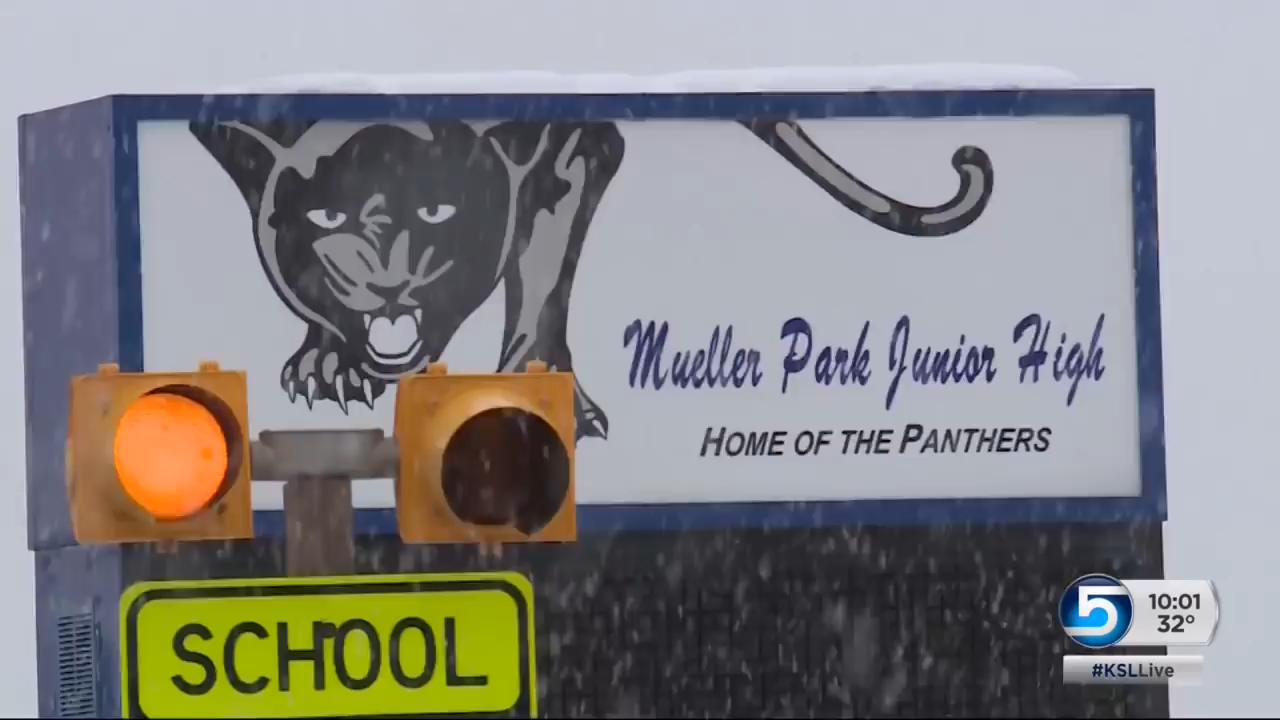 Mueller Park Junior High
HOME OF THE PANTHERS
SCHOOL
5
10:01
32°
#KSLLive